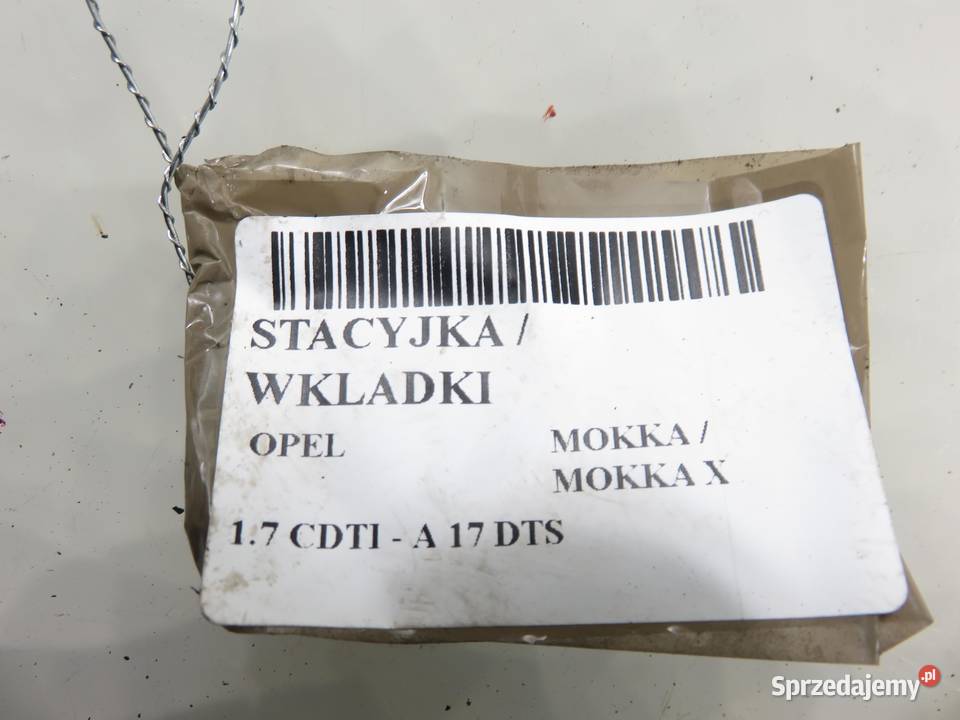 STACYJKA /
WKLADKI
OPEL MOKKA /
MOKKA X
1.7 CDTI - A 17 DTS
Sprzedajemy.pl